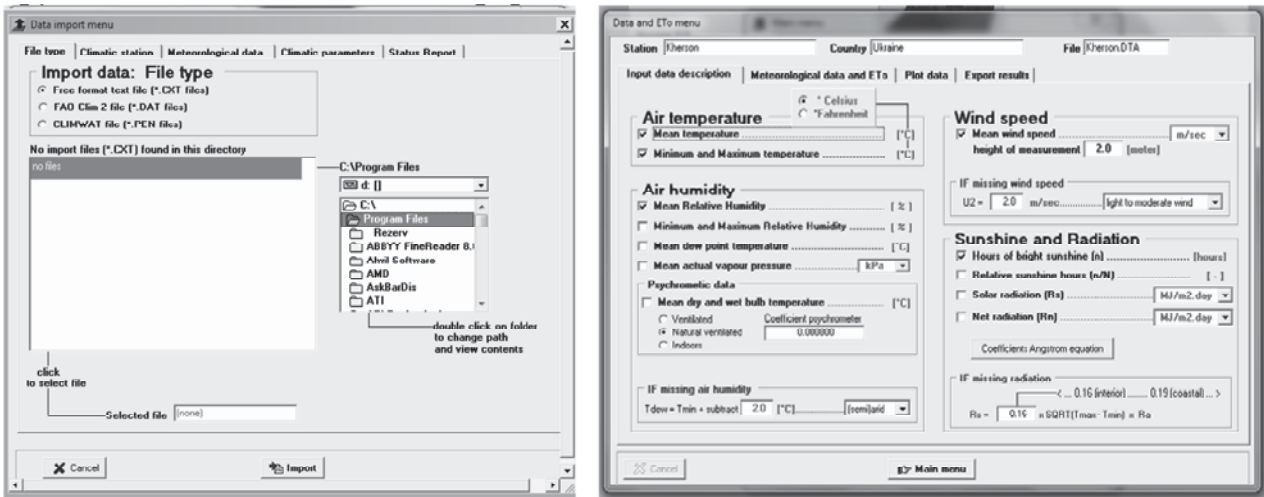 Data import menu
X
File type | Climatic station | Meteorological data | Climatic parameters | Status Report |
Import data: File type
Free format text file (*.CXT files)
FAO Clim 2 file (*.DAT files)
CLIMWAT file (*.PEN files)
No import files (*.CXT) found in this directory
no files
C:\Program Files
d: []
C:\
Program Files
Rezerv
ABBYY FineReader 8.
Alwil Software
AMD
AskBarDis
ATI
double click on folder
to change path
and view contents
click
to select file
Selected file (none)
Cancel
Import
Data and ETo menu
Main menu
Station Kherson Country Ukraine File Kherson.DTA
Input data description | Meteorological data and ETo | Plot data | Export results |
Air temperature
° Celsius
°Fahrenheit
Mean temperature [°C]
Minimum and Maximum temperature [°C]
Air humidity
Mean Relative Humidity [ % ]
Minimum and Maximum Relative Humidity [ % ]
Mean dew point temperature [°C]
Mean actual vapour pressure kPa
Psychrometic data
Mean dry and wet bulb temperature [°C]
Ventilated
Natural ventilated
Indoors
Coefficient psychrometer
0.000000
IF missing air humidity
Tdew = Tmin + subtract 2.0 [°C] (semi)arid
Wind speed
Mean wind speed m/sec
height of measurement 2.0 [meter]
IF missing wind speed
U2 = 2.0 m/sec light to moderate wind
Sunshine and Radiation
Hours of bright sunshine (n) [hours]
Relative sunshine hours (n/N) [ - ]
Solar radiation (Rs) MJ/m2.day
Net radiation (Rn) MJ/m2.day
Coefficients Angstrom equation
IF missing radiation
< ... 0.16 (interior) ...... 0.19 (coastal) ... >
Rs = 0.16 x SQRT(Tmax - Tmin) x Ra
Cancel
Main menu